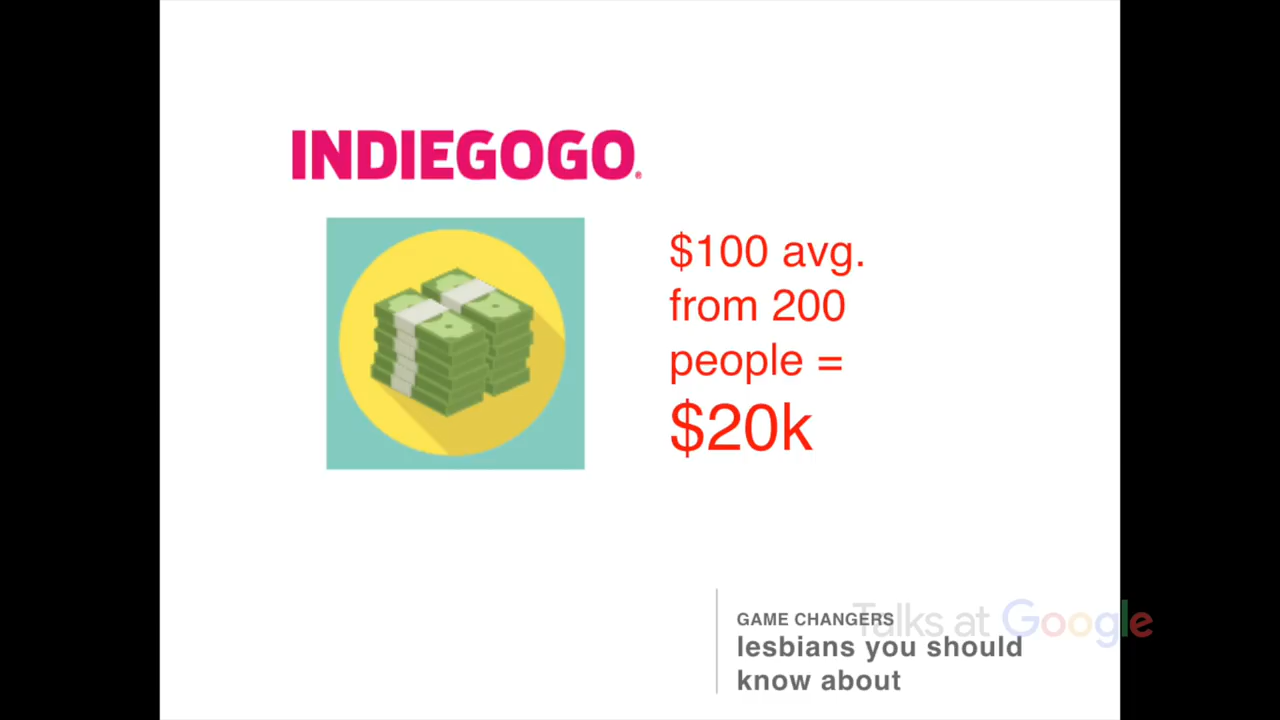 INDIEGOGO®
$100 avg.
from 200
people =
$20k
GAME CHANGERS
lesbians you should
know about
Talks at Google